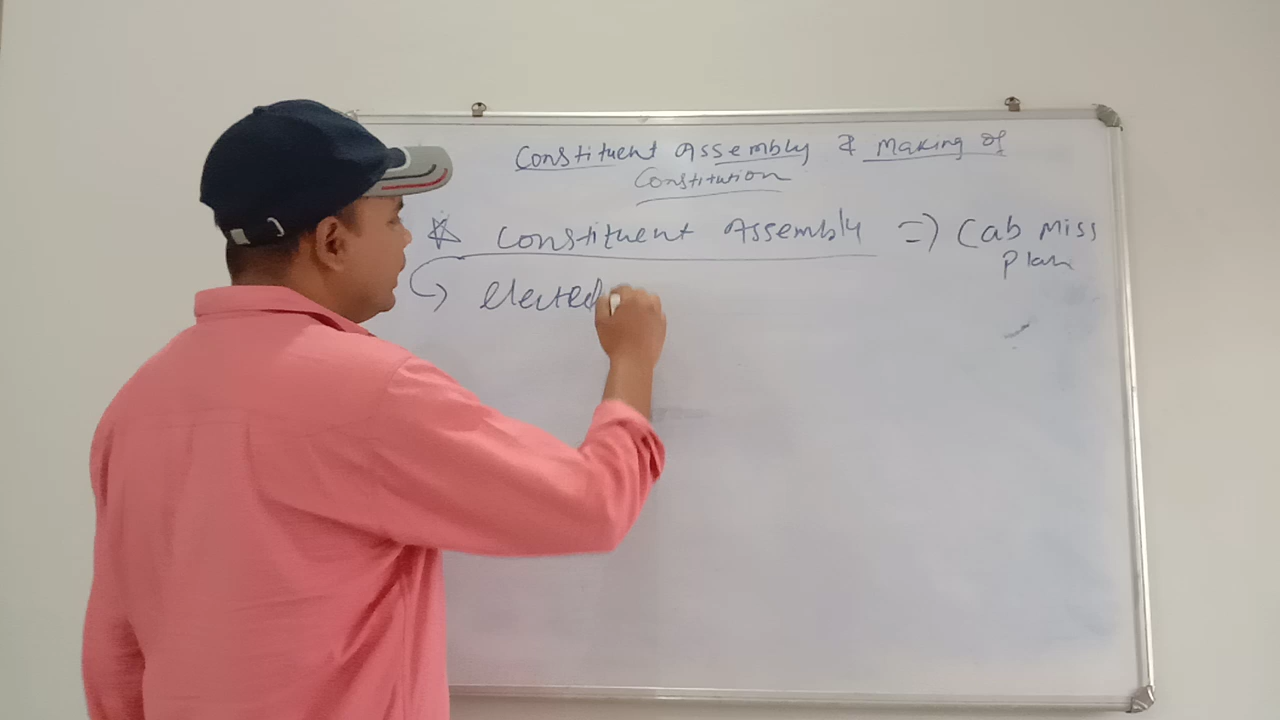 Constituent Assembly & Making of
Constitution
Constituent Assembly => Cab Miss
Plan
elected